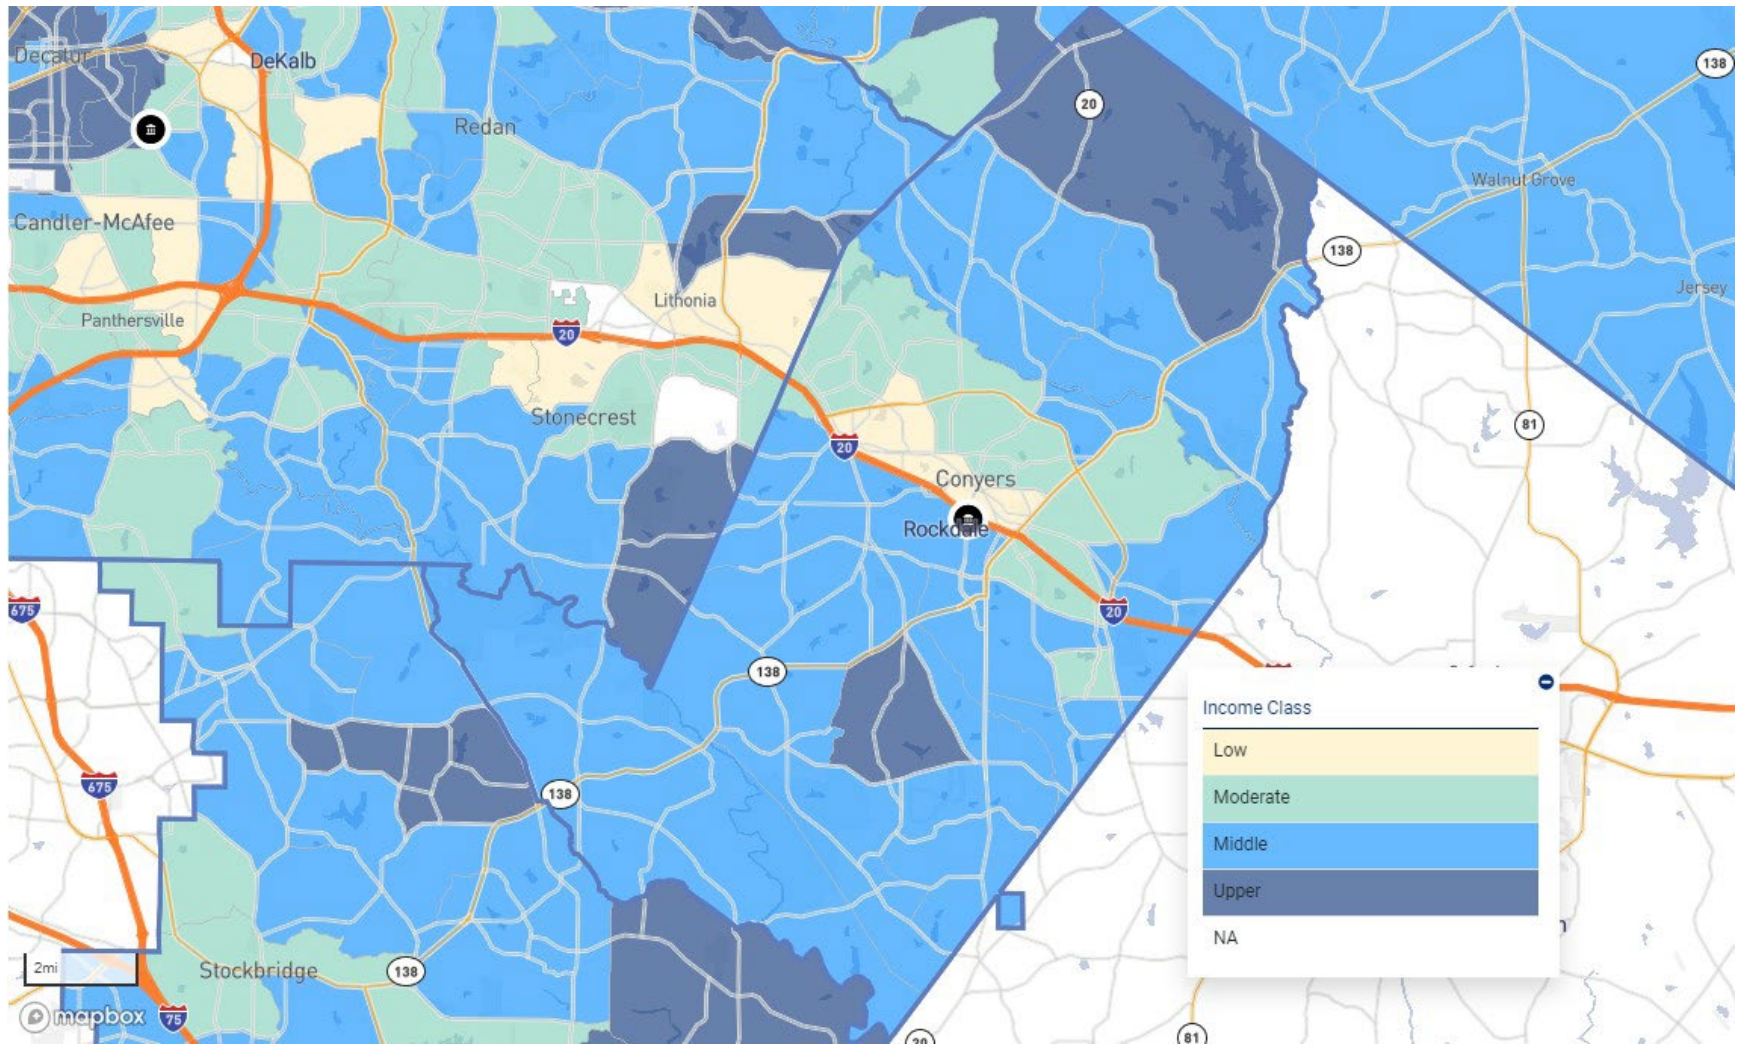 Decatur
DeKalb
138
20
Redan
Walnut Grove
Candler-McAfee
138
Jersey
Lithonia
Panthersville
20
Stonecrest
81
20
Conyers
Rockdale
675
20
138
Income Class
Low
Moderate
Middle
Upper
NA
675
138
Stockbridge
138
2mi
mapbox
75
20
81